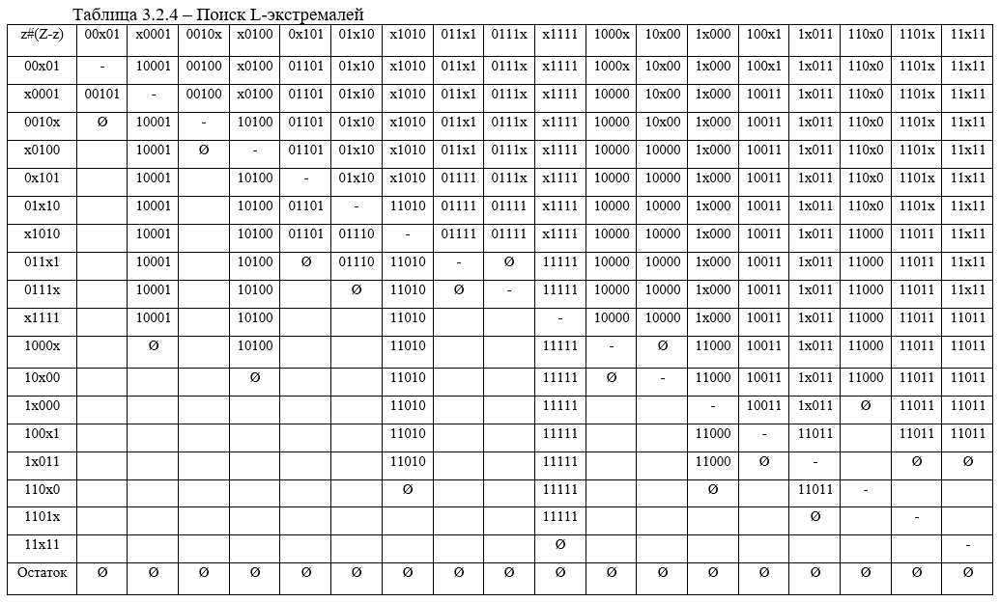 Таблица 3.2.4 – Поиск L-экстремалей
z#(Z-z) 00x01 x0001 0010x x0100 0x101 01x10 x1010 011x1 0111x x1111 1000x 10x00 1x000 100x1 1x011 110x0 1101x 11x11
00x01 - 10001 00100 x0100 01101 01x10 x1010 011x1 0111x x1111 1000x 10x00 1x000 100x1 1x011 110x0 1101x 11x11
x0001 00101 - 00100 x0100 01101 01x10 x1010 011x1 0111x x1111 10000 10x00 1x000 10011 1x011 110x0 1101x 11x11
0010x Ø 10001 - 10100 01101 01x10 x1010 011x1 0111x x1111 10000 10x00 1x000 10011 1x011 110x0 1101x 11x11
x0100 10001 Ø - 01101 01x10 x1010 011x1 0111x x1111 10000 10000 1x000 10011 1x011 110x0 1101x 11x11
0x101 10001 10100 - 01x10 x1010 01111 0111x x1111 10000 10000 1x000 10011 1x011 110x0 1101x 11x11
01x10 10001 10100 01101 - 11010 01111 01111 x1111 10000 10000 1x000 10011 1x011 110x0 1101x 11x11
x1010 10001 10100 01101 01110 - 01111 01111 x1111 10000 10000 1x000 10011 1x011 11000 11011 11x11
011x1 10001 10100 Ø 01110 11010 - Ø 11111 10000 10000 1x000 10011 1x011 11000 11011 11x11
0111x 10001 10100 Ø 11010 Ø - 11111 10000 10000 1x000 10011 1x011 11000 11011 11x11
x1111 10001 10100 11010 - 10000 10000 1x000 10011 1x011 11000 11011 11011
1000x Ø 10100 11010 11111 - Ø 11000 10011 1x011 11000 11011 11011
10x00 Ø 11010 11111 Ø - 11000 10011 1x011 11000 11011 11011
1x000 11010 11111 - 10011 1x011 Ø 11011 11011
100x1 11010 11111 11000 - 11011 11011 11011
1x011 11010 11111 11000 Ø - Ø Ø
110x0 Ø 11111 Ø 11011 -
1101x 11111 Ø -
11x11 Ø -
Остаток Ø Ø Ø Ø Ø Ø Ø Ø Ø Ø Ø Ø Ø Ø Ø Ø Ø Ø